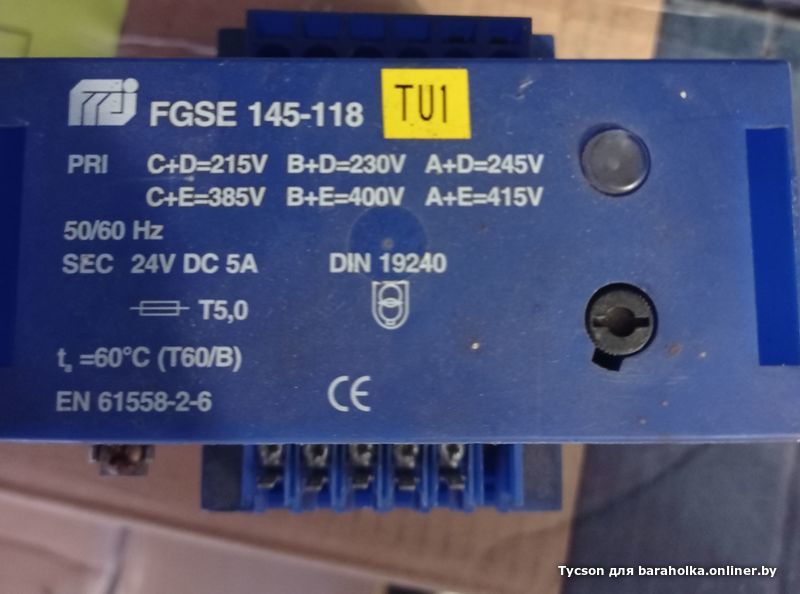 FGSE 145-118 TU1
PRI C+D=215V B+D=230V A+D=245V
C+E=385V B+E=400V A+E=415V
50/60 Hz
SEC 24V DC 5A DIN 19240
T5,0
tₐ =60°C (T60/B)
EN 61558-2-6 CE
Tycson для baraholka.onliner.by